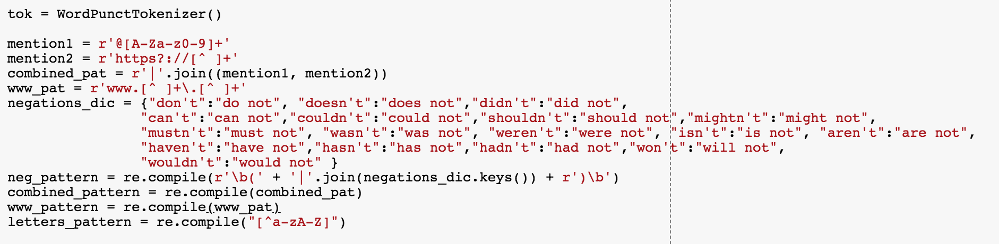 tok = WordPunctTokenizer()
mention1 = r'@[A-Za-z0-9]+'
mention2 = r'https?://[^ ]+'
combined_pat = r'|'.join((mention1, mention2))
www_pat = r'www.[^ ]+\.[^ ]+'
negations_dic = {"don't":"do not", "doesn't":"does not","didn't":"did not",
                "can't":"can not","couldn't":"could not","shouldn't":"should not","mightn't":"might not",
                "mustn't":"must not", "wasn't":"was not", "weren't":"were not", "isn't":"is not", "aren't":"are not",
                "haven't":"have not","hasn't":"has not","hadn't":"had not","won't":"will not",
                "wouldn't":"would not" }
neg_pattern = re.compile(r'\b(' + '|'.join(negations_dic.keys()) + r')\b')
combined_pattern = re.compile(combined_pat)
www_pattern = re.compile(www_pat)
letters_pattern = re.compile("[^a-zA-Z]")